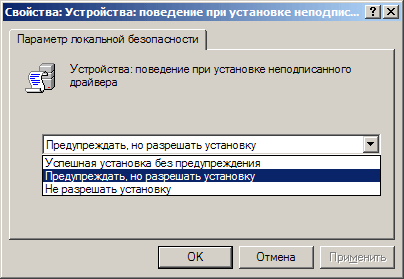 Свойства: Устройства: поведение при установке неподпис...
Параметр локальной безопасности
Устройства: поведение при установке неподписанного
драйвера
Предупреждать, но разрешать установку
Успешная установка без предупреждения
Предупреждать, но разрешать установку
Не разрешать установку
OK Отмена Применить